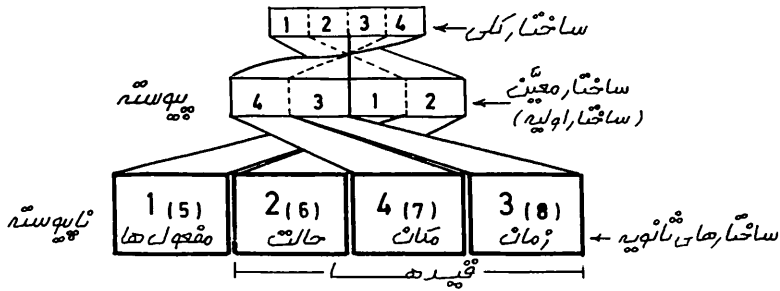 1 2 3 4 ← ساختار کلی
پیوسته 4 3 1 2 ← ساختار معیّن
(ساختار اولیه)
ناپیوسته 1 (5) 2 (6) 4 (7) 3 (8)
مفعول‌ها حالت مکان زمان ← ساختارهای ثانویه
قیدها